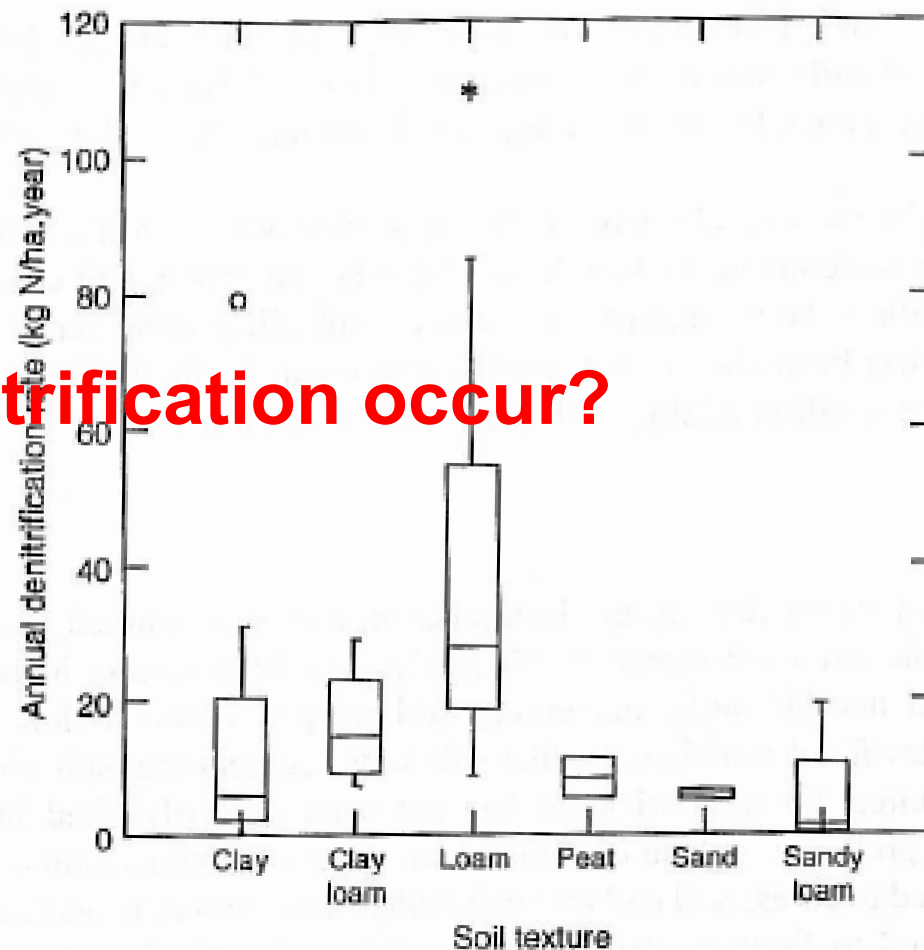 120
100
80
60
40
20
0
Annual denitrification rate (kg N/ha.year)
trification occur?
Clay
Clay loam
Loam
Peat
Sand
Sandy loam
Soil texture